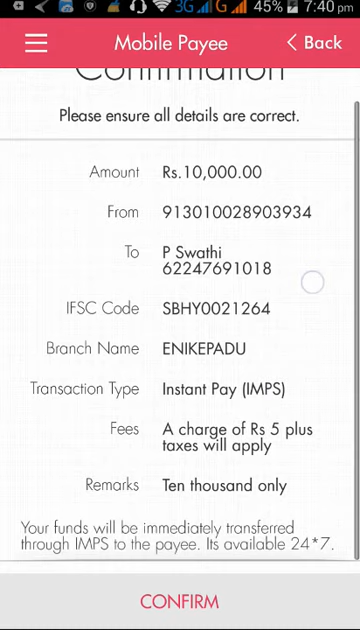 3G G 45% 7:40 pm
Mobile Payee
Back
Confirmation
Please ensure all details are correct.
Amount Rs.10,000.00
From 913010028903934
To P Swathi
62247691018
IFSC Code SBHY0021264
Branch Name ENIKEPADU
Transaction Type Instant Pay (IMPS)
Fees A charge of Rs 5 plus
taxes will apply
Remarks Ten thousand only
Your funds will be immediately transferred
through IMPS to the payee. Its available 24*7.
CONFIRM